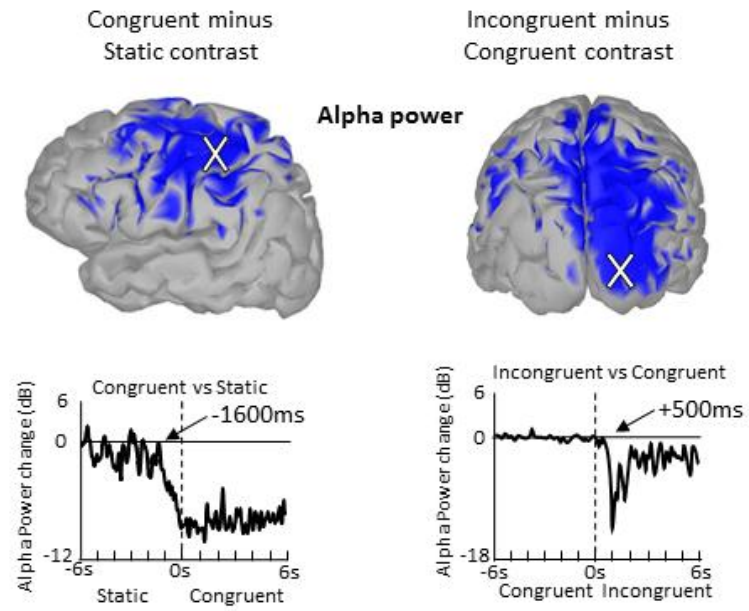 Congruent minus
Static contrast
Incongruent minus
Congruent contrast
Alpha power
X
X
Alpha Power change (dB)
Congruent vs Static
6
0
-12
-1600ms
-6s
0s
6s
Static
Congruent
Alpha Power change (dB)
Incongruent vs Congruent
6
0
-18
+500ms
-6s
0s
6s
Congruent
Incongruent